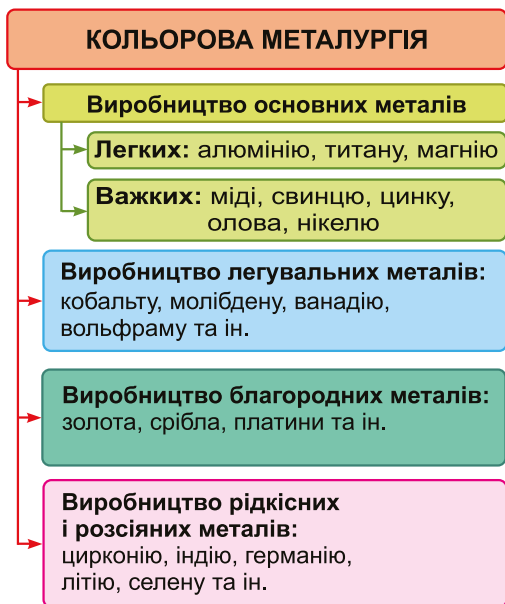 КОЛЬОРОВА МЕТАЛУРГІЯ
Виробництво основних металів
Легких: алюмінію, титану, магнію
Важких: міді, свинцю, цинку,
олова, нікелю
Виробництво легувальних металів:
кобальту, молібдену, ванадію,
вольфраму та ін.
Виробництво благородних металів:
золота, срібла, платини та ін.
Виробництво рідкісних
і розсіяних металів:
цирконію, індію, германію,
літію, селену та ін.